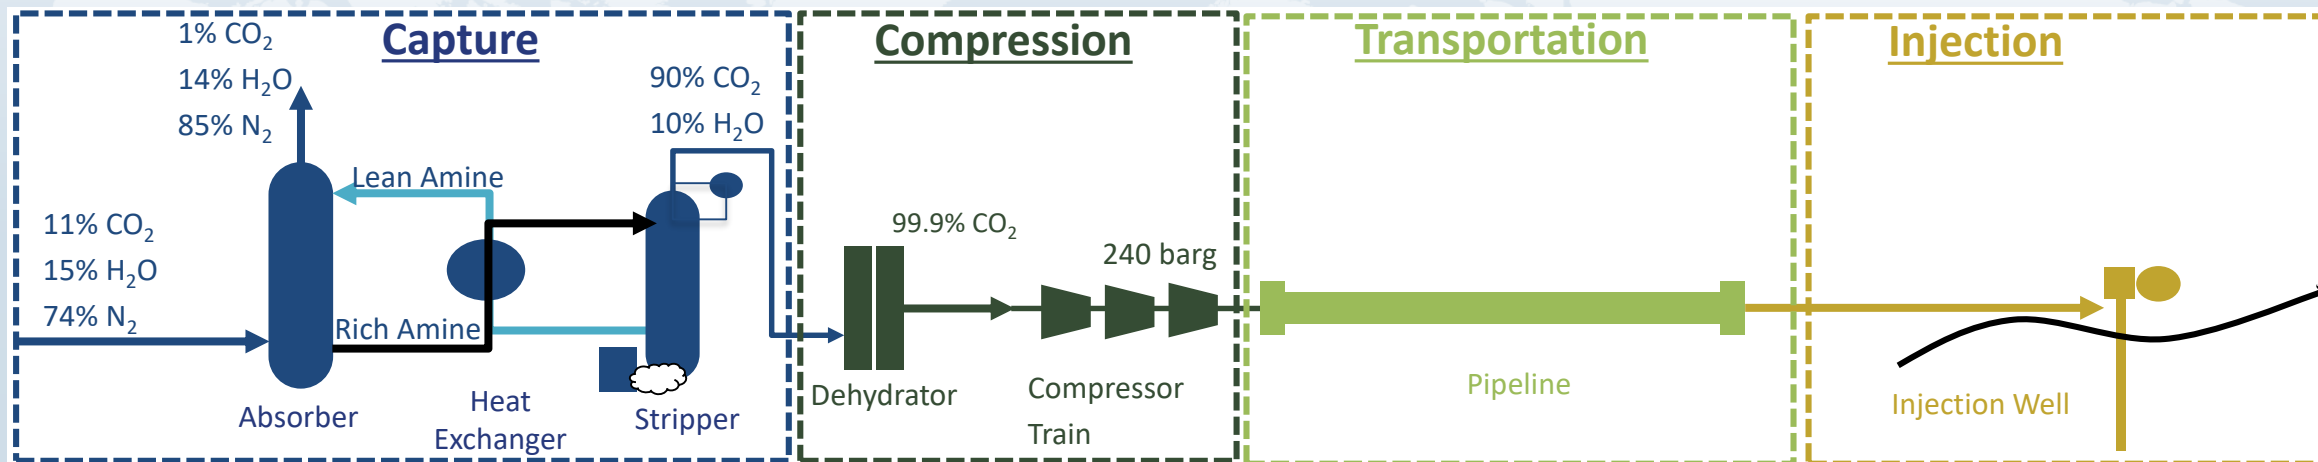 Capture
1% CO₂
14% H₂O
85% N₂
90% CO₂
10% H₂O
Lean Amine
11% CO₂
15% H₂O
74% N₂
Rich Amine
Absorber
Heat
Exchanger
Stripper
Compression
99.9% CO₂
240 barg
Dehydrator
Compressor
Train
Transportation
Pipeline
Injection
Injection Well